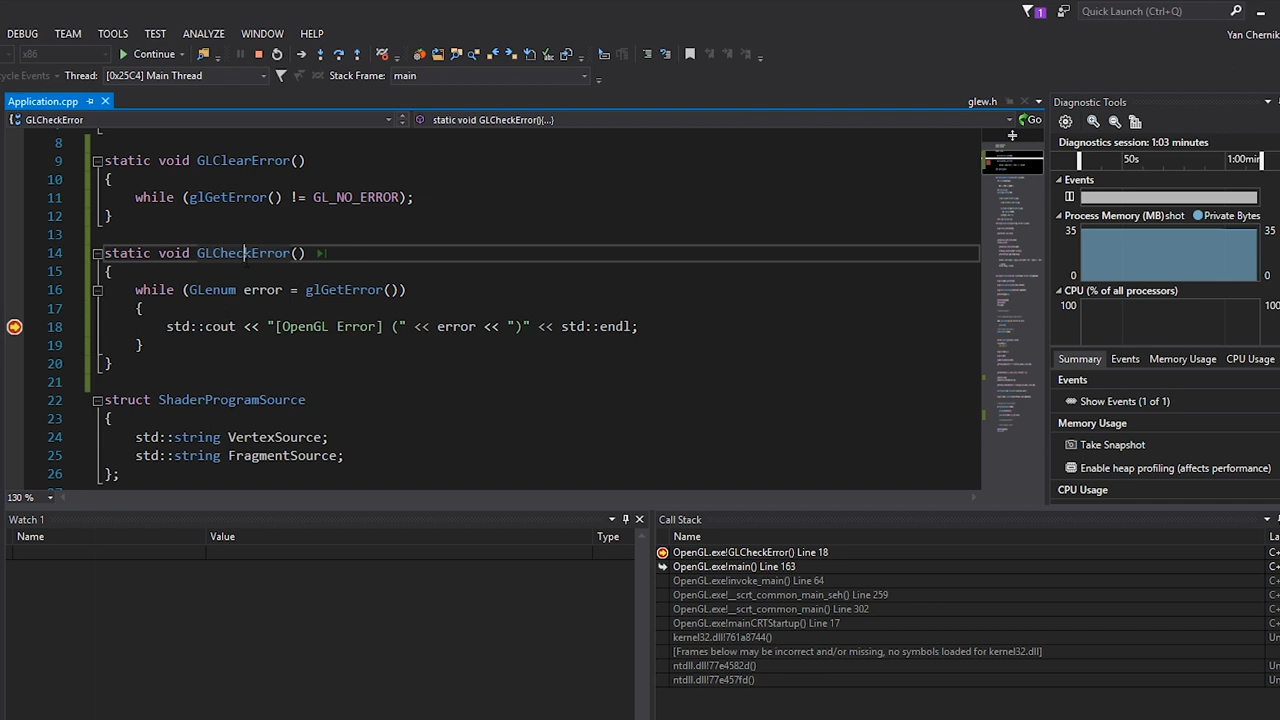 1
Quick Launch (Ctrl+Q)
DEBUG TEAM TOOLS TEST ANALYZE WINDOW HELP
Yan Chernik
x86 Continue
cycle Events Thread: [0x25C4] Main Thread Stack Frame: main
Application.cpp glew.h
GLCheckError static void GLCheckError(){...} Go
8
9 static void GLClearError()
10 {
11 while (glGetError() != GL_NO_ERROR);
12 }
13
14 static void GLCheckError()
15 {
16 while (GLenum error = glGetError())
17 {
18 std::cout << "[OpenGL Error] (" << error << ")" << std::endl;
19 }
20 }
21
22 struct ShaderProgramSource
23 {
24 std::string VertexSource;
25 std::string FragmentSource;
26 };
130 %
Diagnostic Tools
Diagnostics session: 1:03 minutes
50s 1:00min
Events
Process Memory (MB) Private Bytes
35 35
0 0
CPU (% of all processors)
100 100
Summary Events Memory Usage CPU Usage
Events
Show Events (1 of 1)
Memory Usage
Take Snapshot
Enable heap profiling (affects performance)
CPU Usage
Watch 1
Name Value Type
Call Stack
Name La
OpenGL.exe!GLCheckError() Line 18 C+
OpenGL.exe!main() Line 163 C+
OpenGL.exe!invoke_main() Line 64 C+
OpenGL.exe!__scrt_common_main_seh() Line 259 C+
OpenGL.exe!__scrt_common_main() Line 302 C+
OpenGL.exe!mainCRTStartup() Line 17 C+
kernel32.dll!761a8744() Un
[Frames below may be incorrect and/or missing, no symbols loaded for kernel32.dll]
ntdll.dll!77e4582d() Un
ntdll.dll!77e457fd() Un